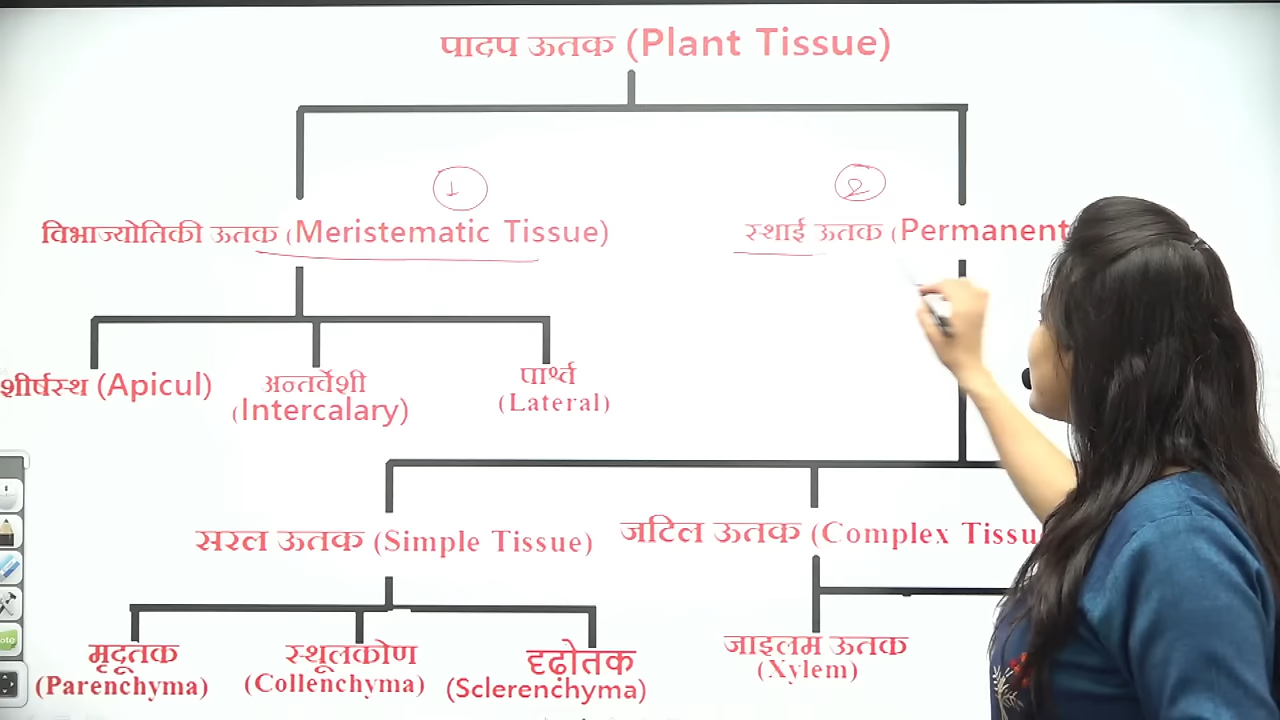 पादप ऊतक (Plant Tissue)
1
2
विभाज्योतिकी ऊतक (Meristematic Tissue)
स्थाई ऊतक (Permanent
शीर्षस्थ (Apicul)
अन्तर्वेशी
(Intercalary)
पार्श्व
(Lateral)
सरल ऊतक (Simple Tissue)
जटिल ऊतक (Complex Tissu
मृदूतक
(Parenchyma)
स्थूलकोण
(Collenchyma)
दृढ़ोतक
(Sclerenchyma)
जाइलम ऊतक
(Xylem)